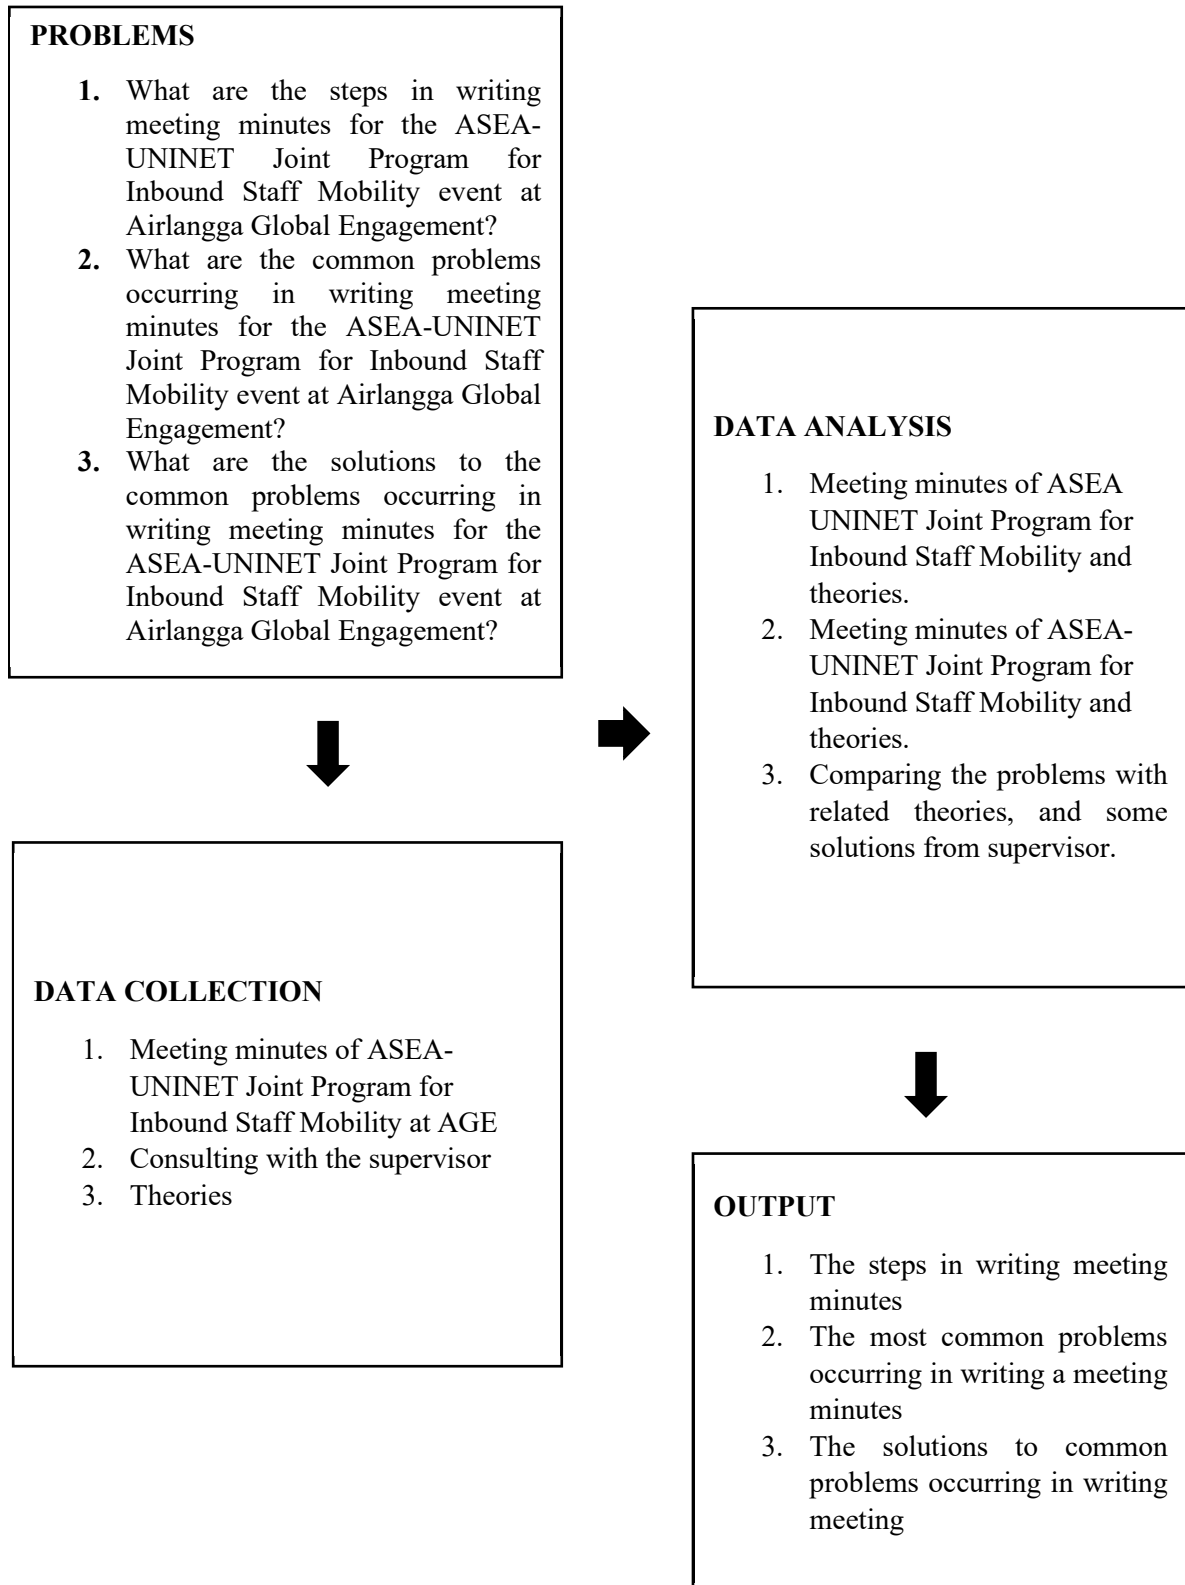 PROBLEMS
1. What are the steps in writing
meeting minutes for the ASEA-
UNINET Joint Program for
Inbound Staff Mobility event at
Airlangga Global Engagement?
2. What are the common problems
occurring in writing meeting
minutes for the ASEA-UNINET
Joint Program for Inbound Staff
Mobility event at Airlangga Global
Engagement?
3. What are the solutions to the
common problems occurring in
writing meeting minutes for the
ASEA-UNINET Joint Program for
Inbound Staff Mobility event at
Airlangga Global Engagement?
DATA COLLECTION
1. Meeting minutes of ASEA-
UNINET Joint Program for
Inbound Staff Mobility at AGE
2. Consulting with the supervisor
3. Theories
DATA ANALYSIS
1. Meeting minutes of ASEA
UNINET Joint Program for
Inbound Staff Mobility and
theories.
2. Meeting minutes of ASEA-
UNINET Joint Program for
Inbound Staff Mobility and
theories.
3. Comparing the problems with
related theories, and some
solutions from supervisor.
OUTPUT
1. The steps in writing meeting
minutes
2. The most common problems
occurring in writing a meeting
minutes
3. The solutions to common
problems occurring in writing
meeting